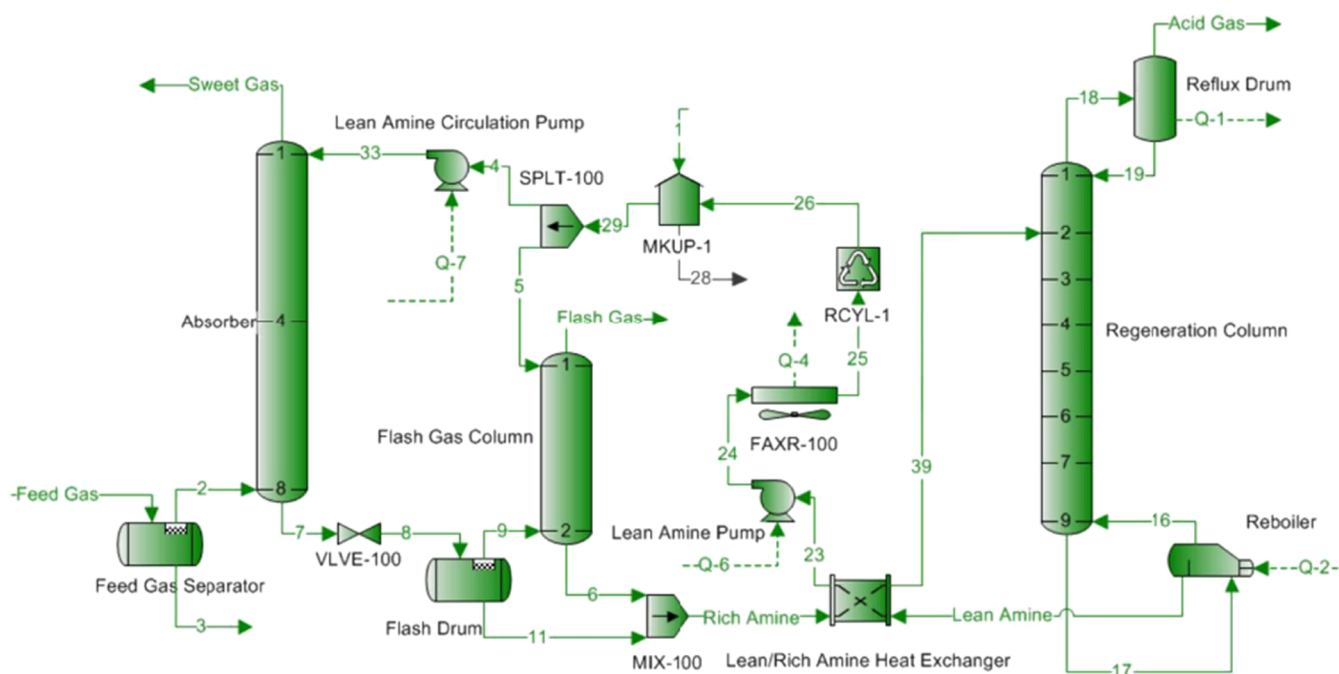 Acid Gas
Reflux Drum
18
Q-1
19
Sweet Gas
Lean Amine Circulation Pump
1
33
4
SPLT-100
1
26
29
MKUP-1
28
Q-7
5
RCYL-1
Absorber
4
Flash Gas
1
Q-4
25
1
2
3
4
5
6
7
9
Regeneration Column
Flash Gas Column
FAXR-100
24
39
8
Feed Gas
2
7
VLVE-100
8
9
2
Lean Amine Pump
23
Q-6
16
Reboiler
Q-2
Feed Gas Separator
3
Flash Drum
6
11
MIX-100
Rich Amine
Lean Amine
Lean/Rich Amine Heat Exchanger
17